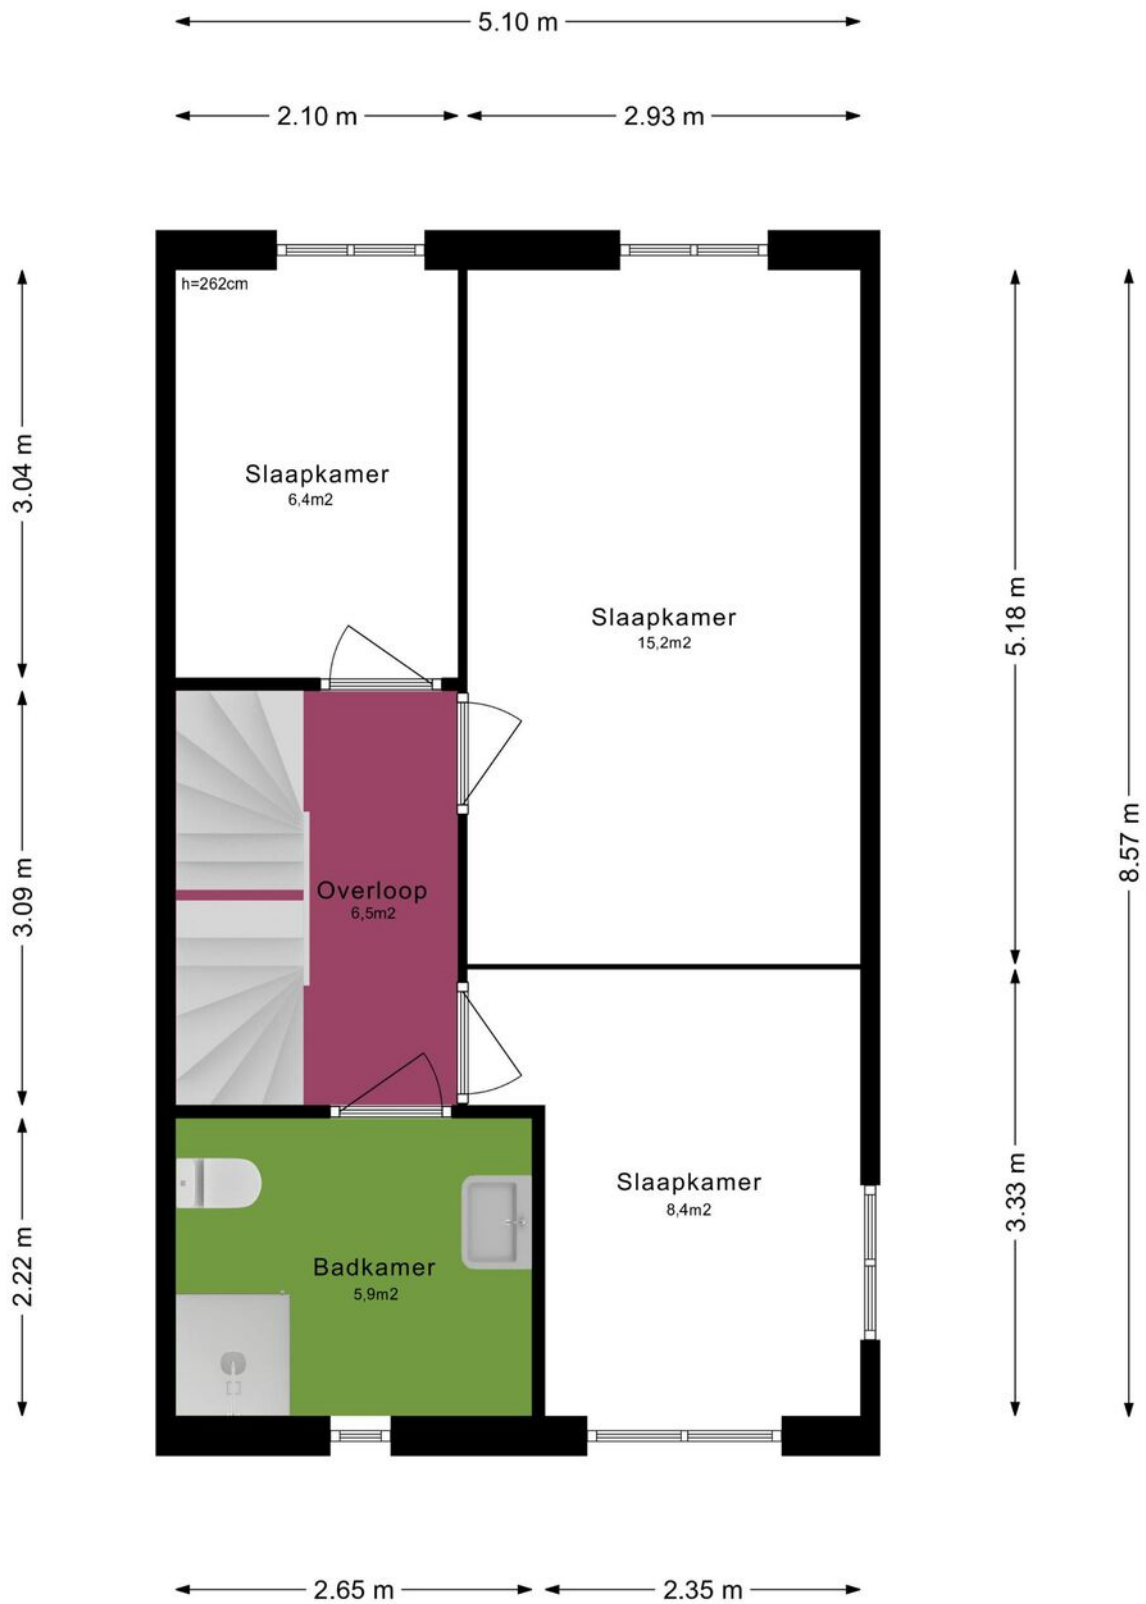 5.10 m
2.10 m
2.93 m
h=262cm
3.04 m
Slaapkamer
6,4m2
5.18 m
Slaapkamer
15,2m2
8.57 m
3.09 m
Overloop
6,5m2
3.33 m
Slaapkamer
8,4m2
2.22 m
Badkamer
5,9m2
2.65 m
2.35 m